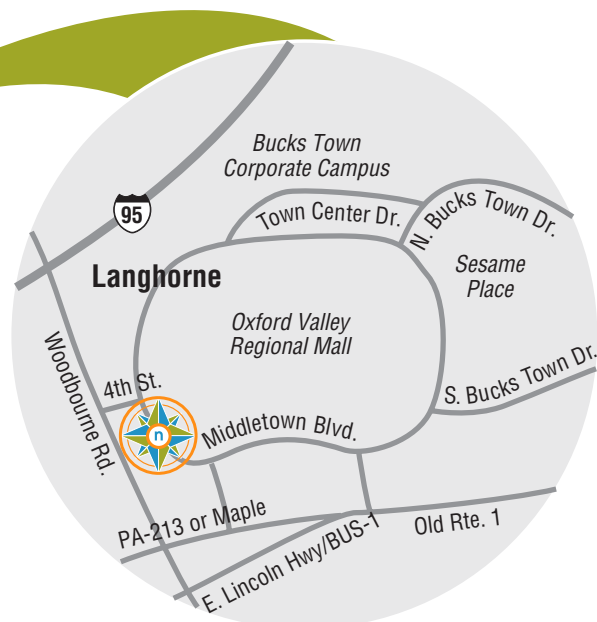 Bucks Town
Corporate Campus
95
Town Center Dr.
N. Bucks Town Dr.
Langhorne
Sesame
Place
Oxford Valley
Regional Mall
Woodbourne Rd.
4th St.
S. Bucks Town Dr.
n
Middletown Blvd.
PA-213 or Maple
Old Rte. 1
E. Lincoln Hwy/BUS-1